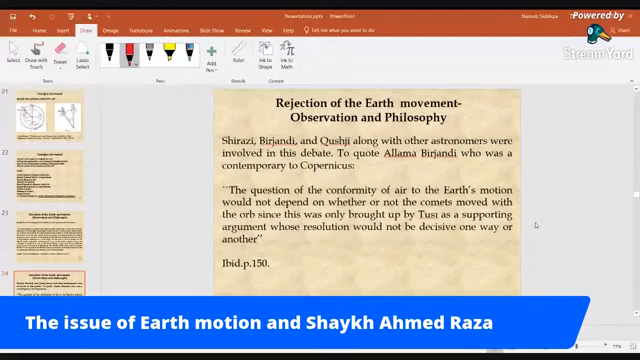 Presentation.pptx - PowerPoint
File
Home
Insert
Draw
Design
Transitions
Animations
Slide Show
Review
View
Help
Tell me what you want to do
Powered by
StreamYard
Select
Draw with
Touch
Eraser
Lasso
Select
Add
Pen
Ruler
Ink to
Shape
Ink to
Math
Tools
Pens
Stencils
Convert
21
22
23
24
Rejection of the Earth movement-
Observation and Philosophy
Shirazi, Birjandi, and Qushji along with other astronomers were
involved in this debate. To quote Allama Birjandi who was a
contemporary to Copernicus:
``The question of the conformity of air to the Earth's motion
would not depend on whether or not the comets moved with
the orb since this was only brought up by Tusi as a supporting
argument whose resolution would not be decisive one way or
another''
Ibid.p.150.
The issue of Earth motion and Shaykh Ahmed Raza
77%